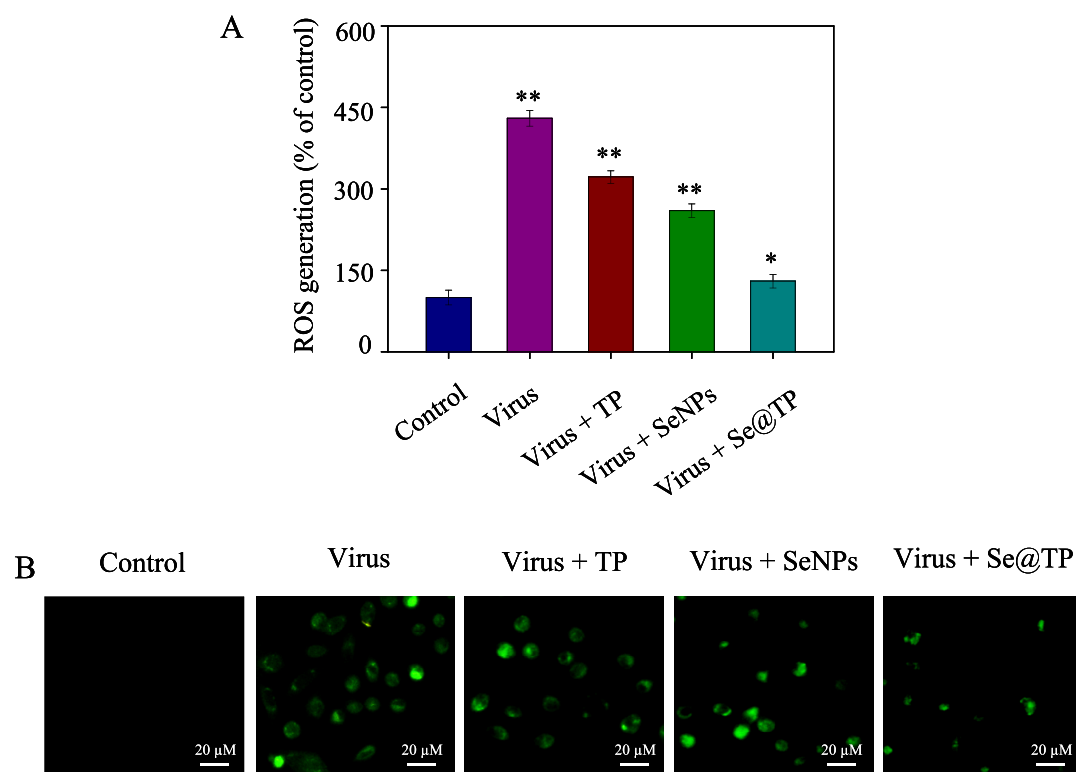 A
ROS generation (% of control)
600
450
300
150
0
**
**
**
*
Control
Virus
Virus + TP
Virus + SeNPs
Virus + Se@TP
B
Control
Virus
Virus + TP
Virus + SeNPs
Virus + Se@TP
20 μM
20 μM
20 μM
20 μM
20 μM